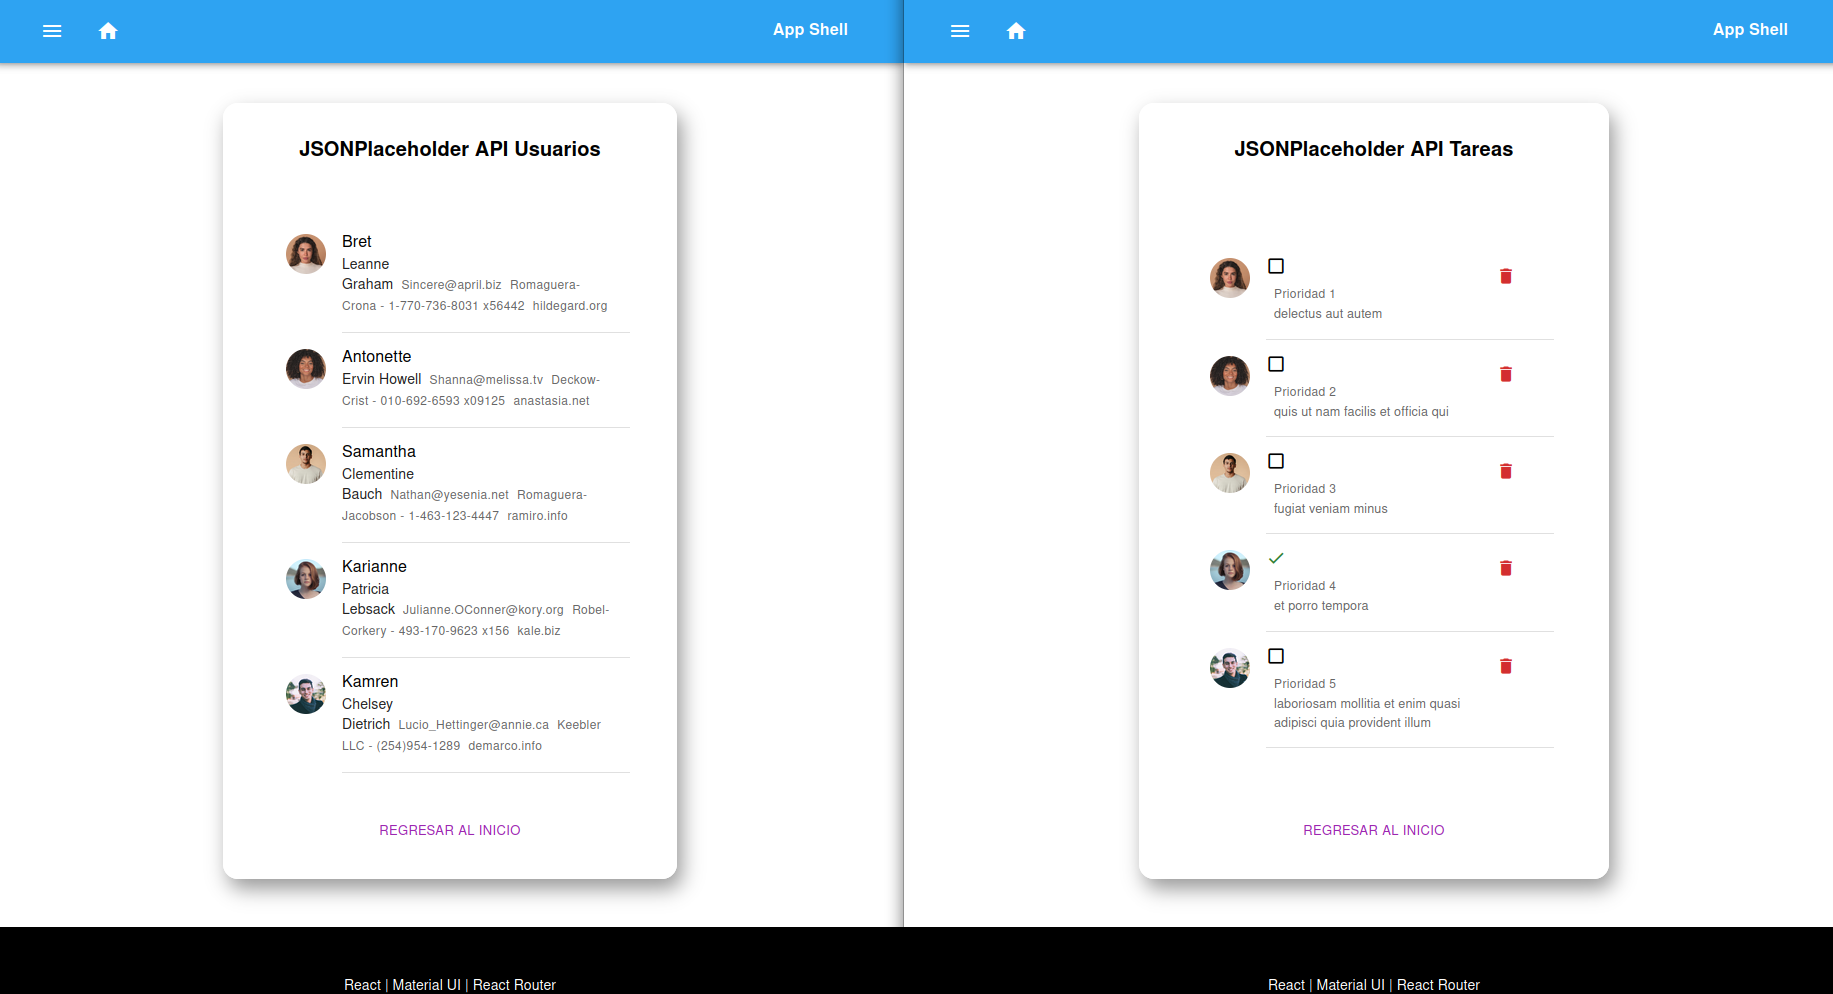 App Shell
JSONPlaceholder API Usuarios
Bret
Leanne
Graham Sincere@april.biz Romaguera-
Crona - 1-770-736-8031 x56442 hildegard.org
Antonette
Ervin Howell Shanna@melissa.tv Deckow-
Crist - 010-692-6593 x09125 anastasia.net
Samantha
Clementine
Bauch Nathan@yesenia.net Romaguera-
Jacobson - 1-463-123-4447 ramiro.info
Karianne
Patricia
Lebsack Julianne.OConner@kory.org Robel-
Corkery - 493-170-9623 x156 kale.biz
Kamren
Chelsey
Dietrich Lucio_Hettinger@annie.ca Keebler
LLC - (254)954-1289 demarco.info
REGRESAR AL INICIO
React | Material UI | React Router
App Shell
JSONPlaceholder API Tareas
Prioridad 1
delectus aut autem
Prioridad 2
quis ut nam facilis et officia qui
Prioridad 3
fugiat veniam minus
Prioridad 4
et porro tempora
Prioridad 5
laboriosam mollitia et enim quasi
adipisci quia provident illum
REGRESAR AL INICIO
React | Material UI | React Router